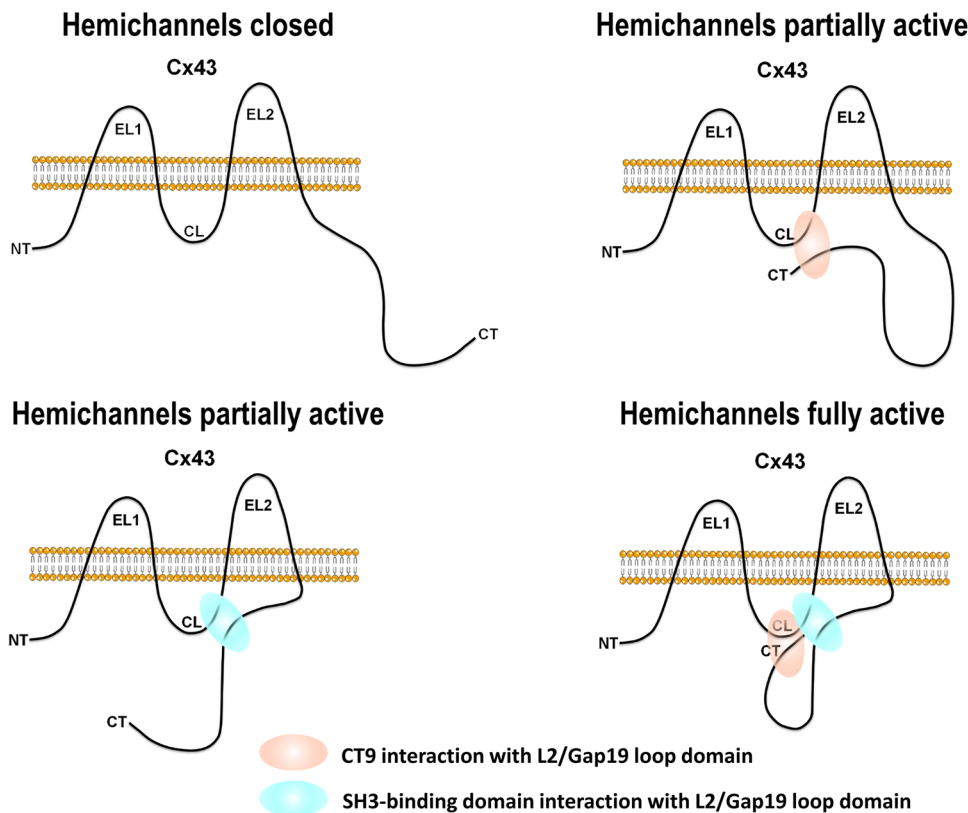 Hemichannels closed
Cx43
EL1
EL2
NT
CL
CT
Hemichannels partially active
Cx43
EL1
EL2
NT
CL
CT
Hemichannels partially active
Cx43
EL1
EL2
NT
CL
CT
Hemichannels fully active
Cx43
EL1
EL2
NT
CL
CT
CT9 interaction with L2/Gap19 loop domain
SH3-binding domain interaction with L2/Gap19 loop domain